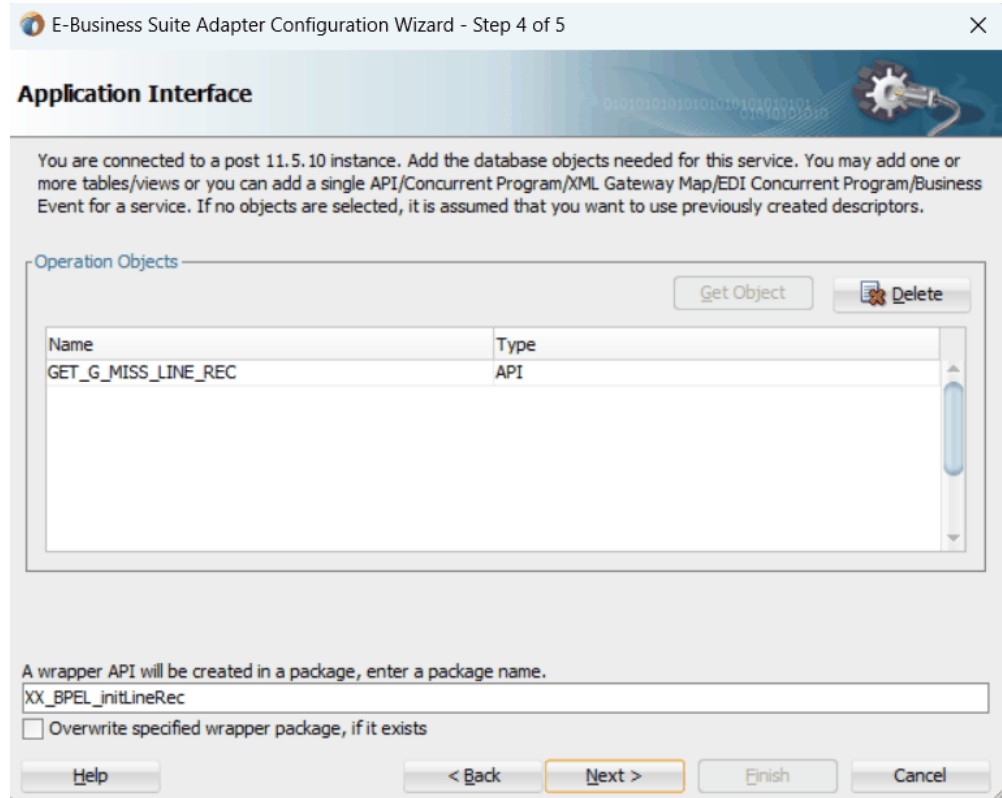 E-Business Suite Adapter Configuration Wizard - Step 4 of 5
Application Interface
You are connected to a post 11.5.10 instance. Add the database objects needed for this service. You may add one or
more tables/views or you can add a single API/Concurrent Program/XML Gateway Map/EDI Concurrent Program/Business
Event for a service. If no objects are selected, it is assumed that you want to use previously created descriptors.
Operation Objects
Get Object Delete
Name Type
GET_G_MISS_LINE_REC API
A wrapper API will be created in a package, enter a package name.
XX_BPEL_initLineRec
Overwrite specified wrapper package, if it exists
Help < Back Next > Finish Cancel